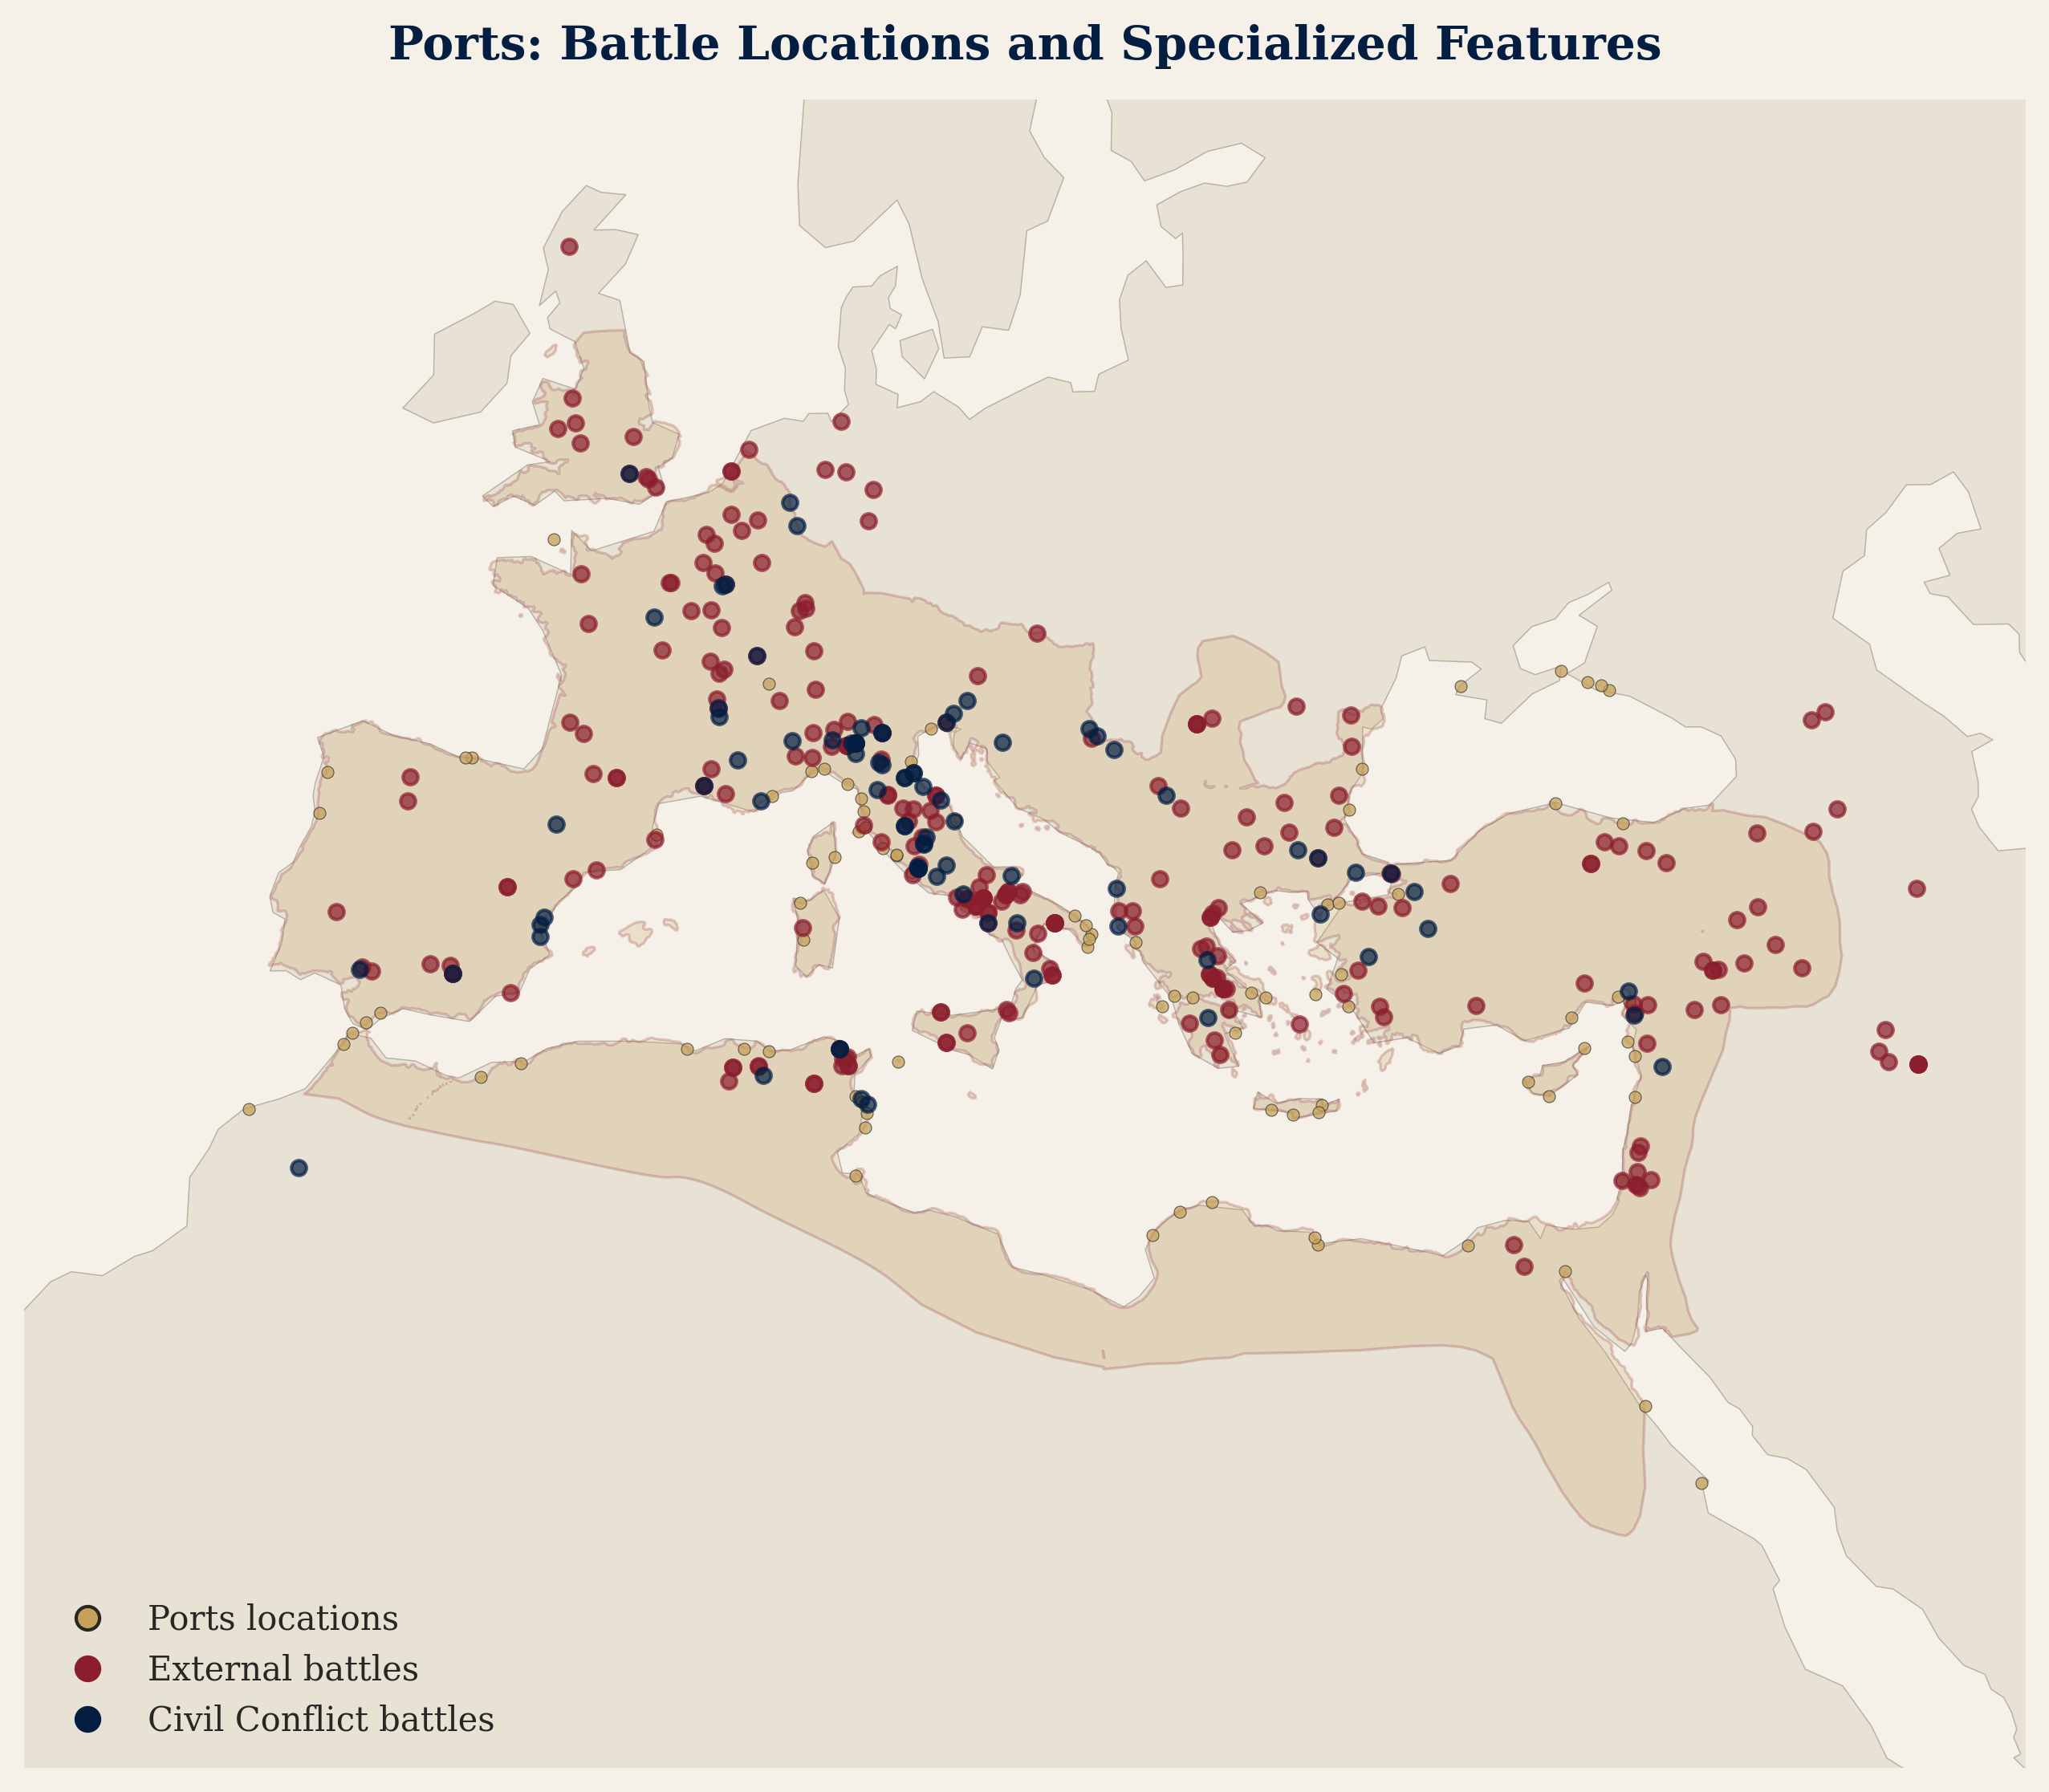 Ports: Battle Locations and Specialized Features
Ports locations
External battles
Civil Conflict battles